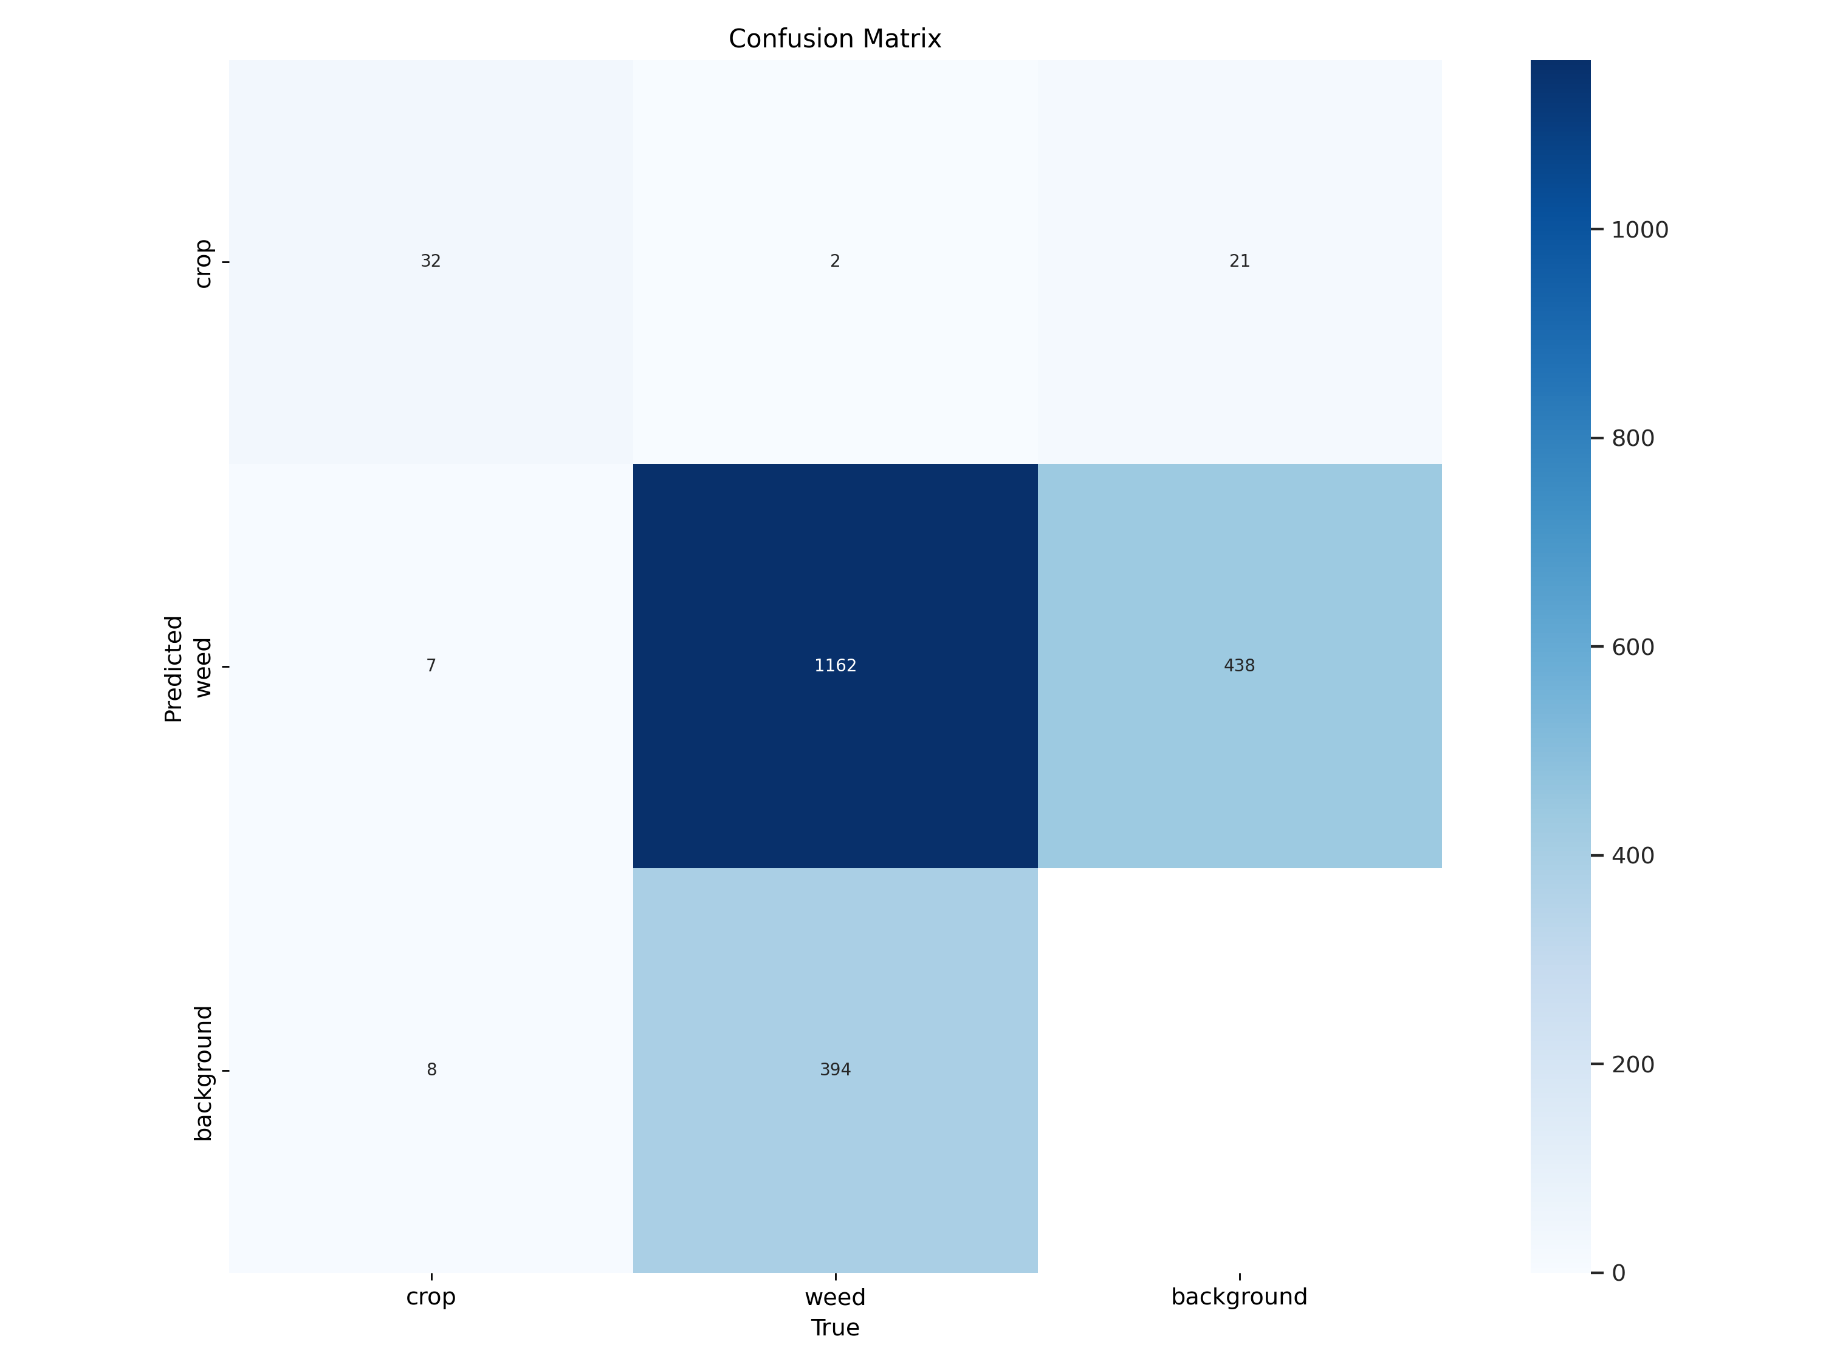 Confusion Matrix
Predicted
crop
32
2
21
weed
7
1162
438
background
8
394
crop
weed
background
True
1000
800
600
400
200
0